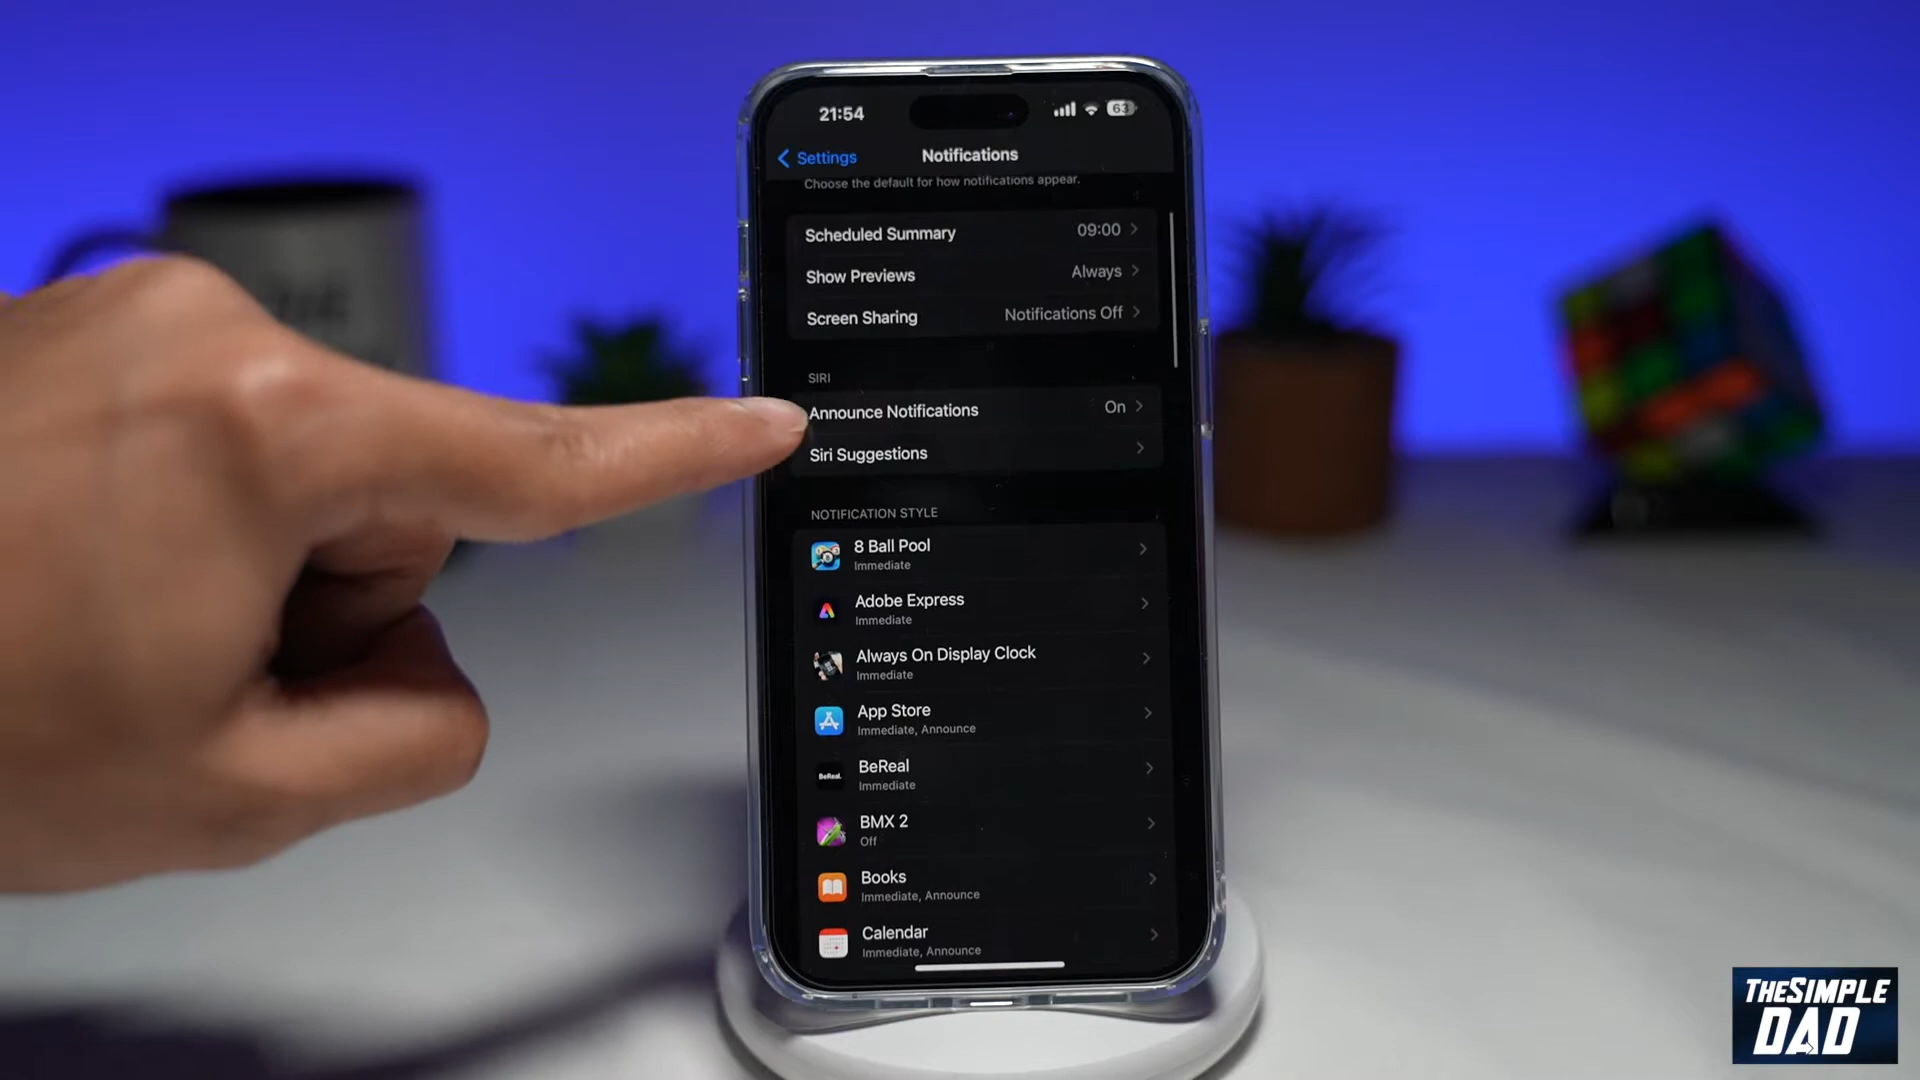 21:54
63
Settings
Notifications
Choose the default for how notifications appear.
Scheduled Summary
09:00
Show Previews
Always
Screen Sharing
Notifications Off
SIRI
Announce Notifications
On
Siri Suggestions
NOTIFICATION STYLE
8 Ball Pool
Immediate
Adobe Express
Immediate
Always On Display Clock
Immediate
App Store
Immediate, Announce
BeReal.
BeReal
Immediate
BMX 2
Off
Books
Immediate, Announce
Calendar
Immediate, Announce
THESIMPLE
DAD